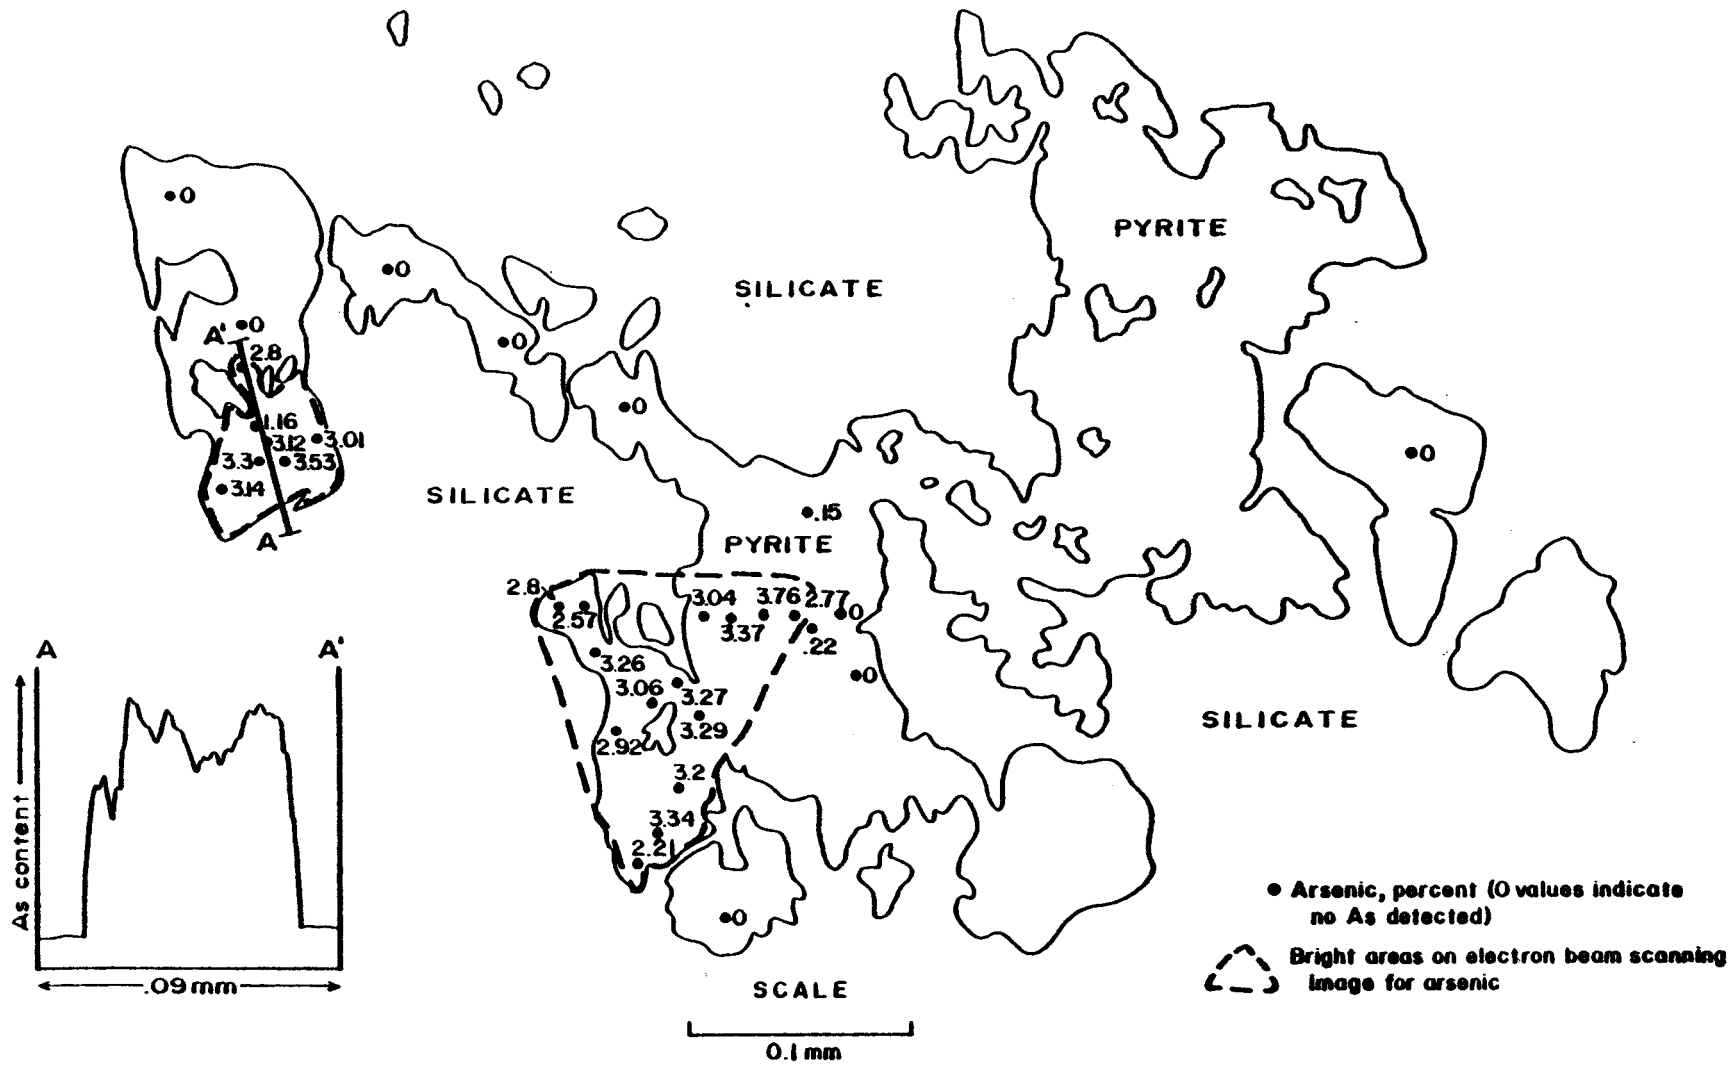 0
PYRITE
0
SILICATE
0
A'
2.8
0
0
1.16
3.12
3.01
3.3
3.53
0
3.14
SILICATE
.15
A
PYRITE
2.8
2.57
3.04
3.76
2.77
0
3.37
.22
3.26
3.06
3.27
0
A
A'
2.92
3.29
SILICATE
3.2
3.34
2.21
As content
0
● Arsenic, percent (0 values indicate
no As detected)
Bright areas on electron beam scanning
image for arsenic
.09 mm
SCALE
0.1 mm